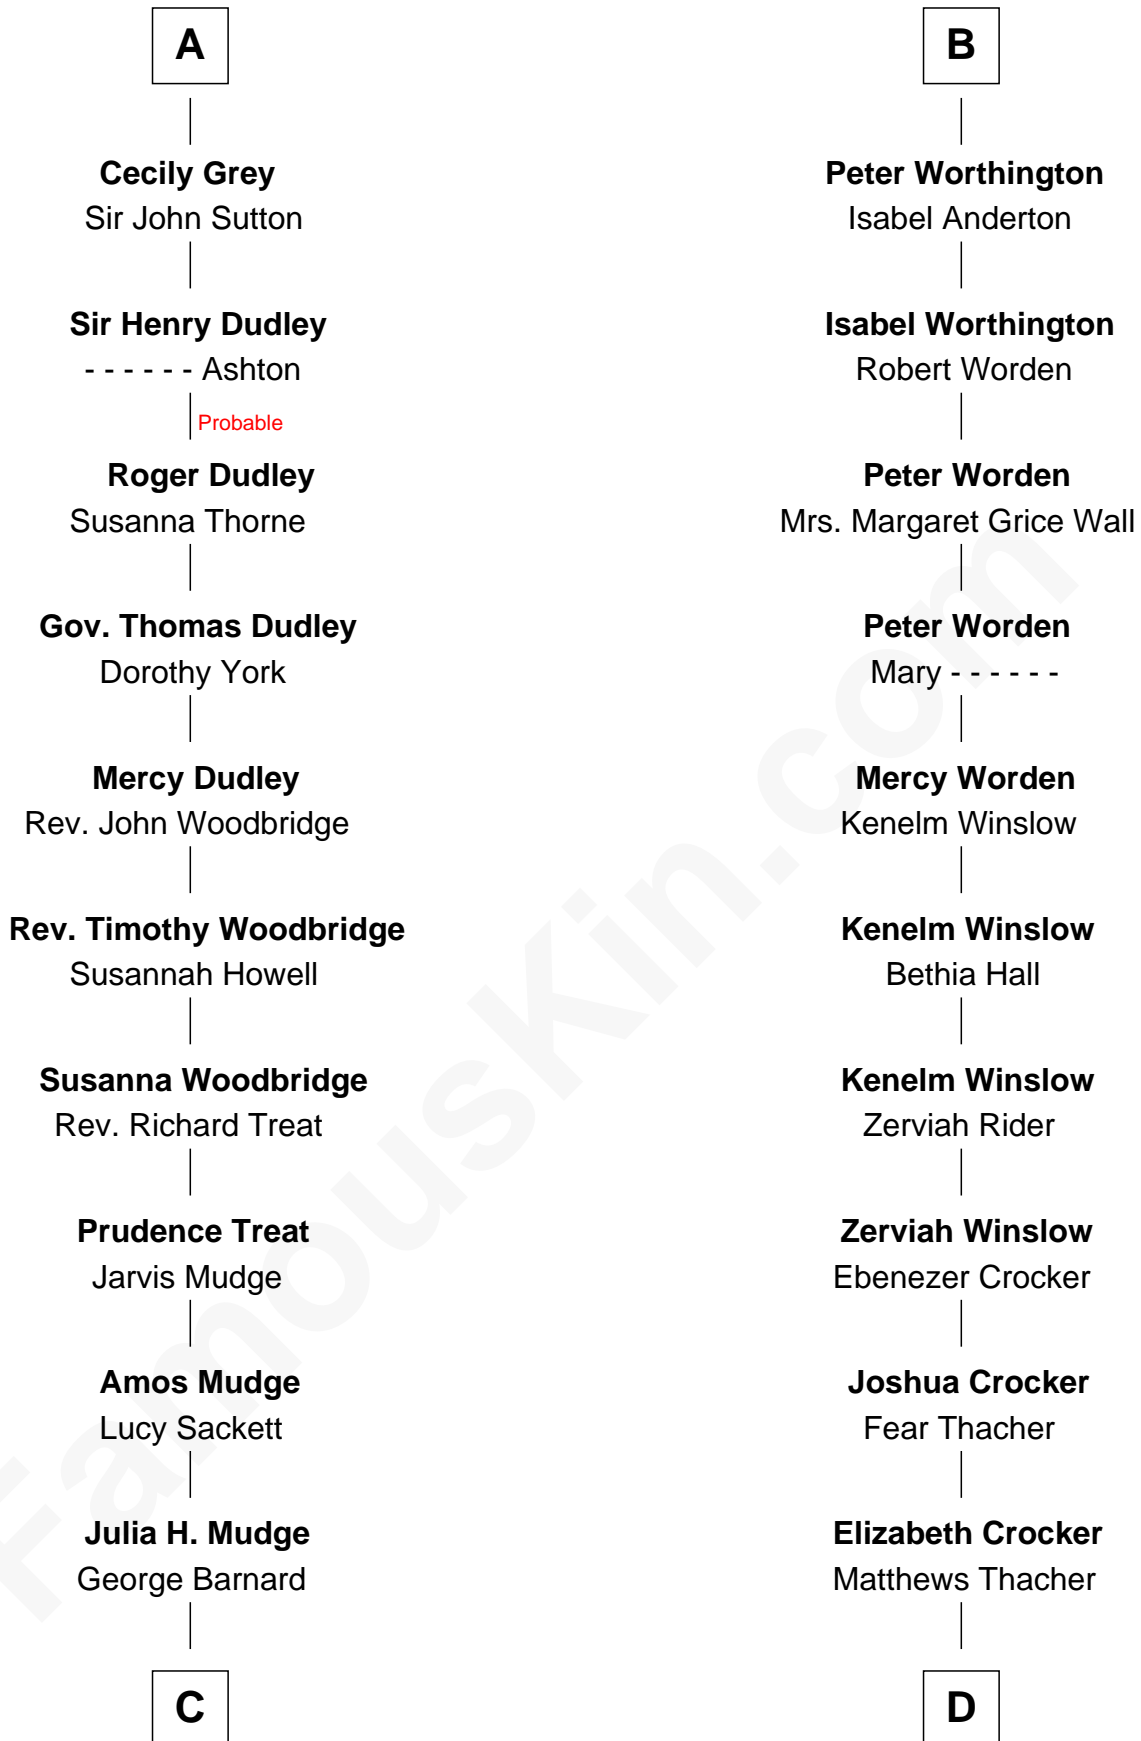 A
Cecily Grey
Sir John Sutton
Sir Henry Dudley
- - - - - - Ashton
Probable
Roger Dudley
Susanna Thorne
Gov. Thomas Dudley
Dorothy York
Mercy Dudley
Rev. John Woodbridge
Rev. Timothy Woodbridge
Susannah Howell
Susanna Woodbridge
Rev. Richard Treat
Prudence Treat
Jarvis Mudge
Amos Mudge
Lucy Sackett
Julia H. Mudge
George Barnard
C
B
Peter Worthington
Isabel Anderton
Isabel Worthington
Robert Worden
Peter Worden
Mrs. Margaret Grice Wall
Peter Worden
Mary - - - - - -
Mercy Worden
Kenelm Winslow
Kenelm Winslow
Bethia Hall
Kenelm Winslow
Zerviah Rider
Zerviah Winslow
Ebenezer Crocker
Joshua Crocker
Fear Thacher
Elizabeth Crocker
Matthews Thacher
D
FamousKin.com